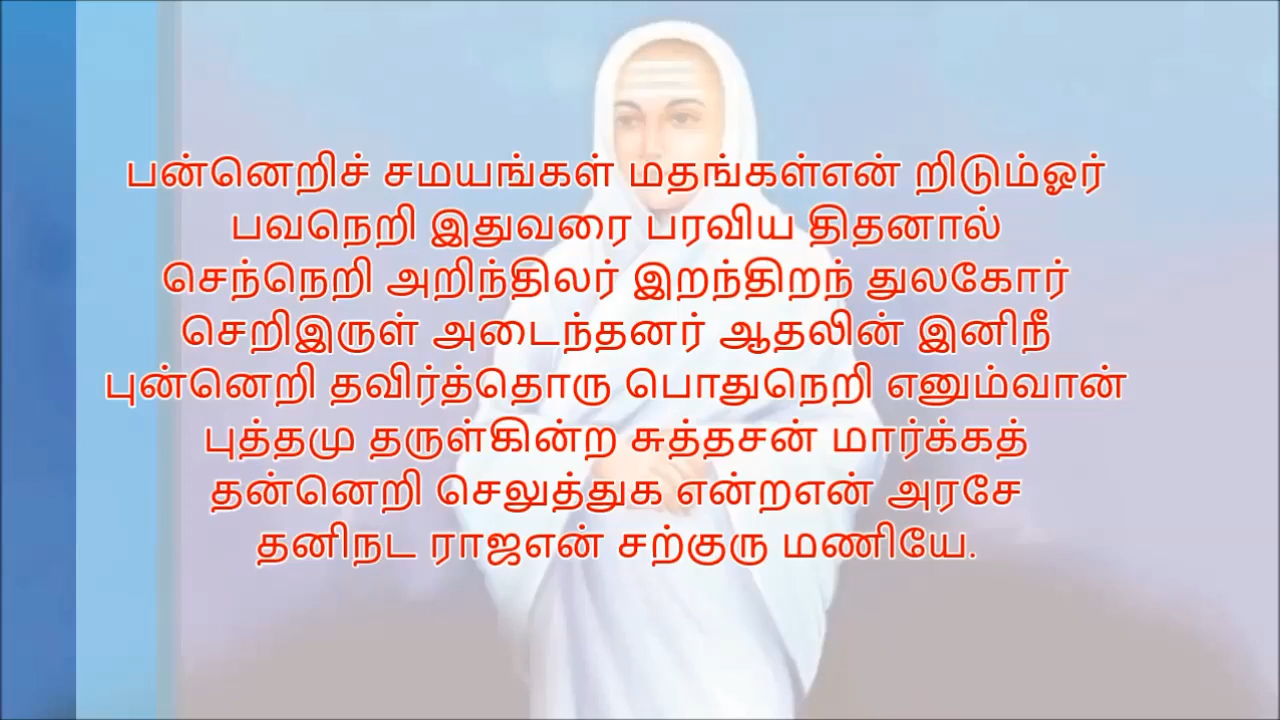 பன்னெறிச் சமயங்கள் மதங்கள்என் றிடும்ஓர்
பவநெறி இதுவரை பரவிய திதனால்
செந்நெறி அறிந்திலர் இறந்திறந் துலகோர்
செறிஇருள் அடைந்தனர் ஆதலின் இனிநீ
புன்னெறி தவிர்த்தொரு பொதுநெறி எனும்வான்
புத்தமு தருள்கின்ற சுத்தசன் மார்க்கத்
தன்னெறி செலுத்துக என்றஎன் அரசே
தனிநட ராஜஎன் சற்குரு மணியே.